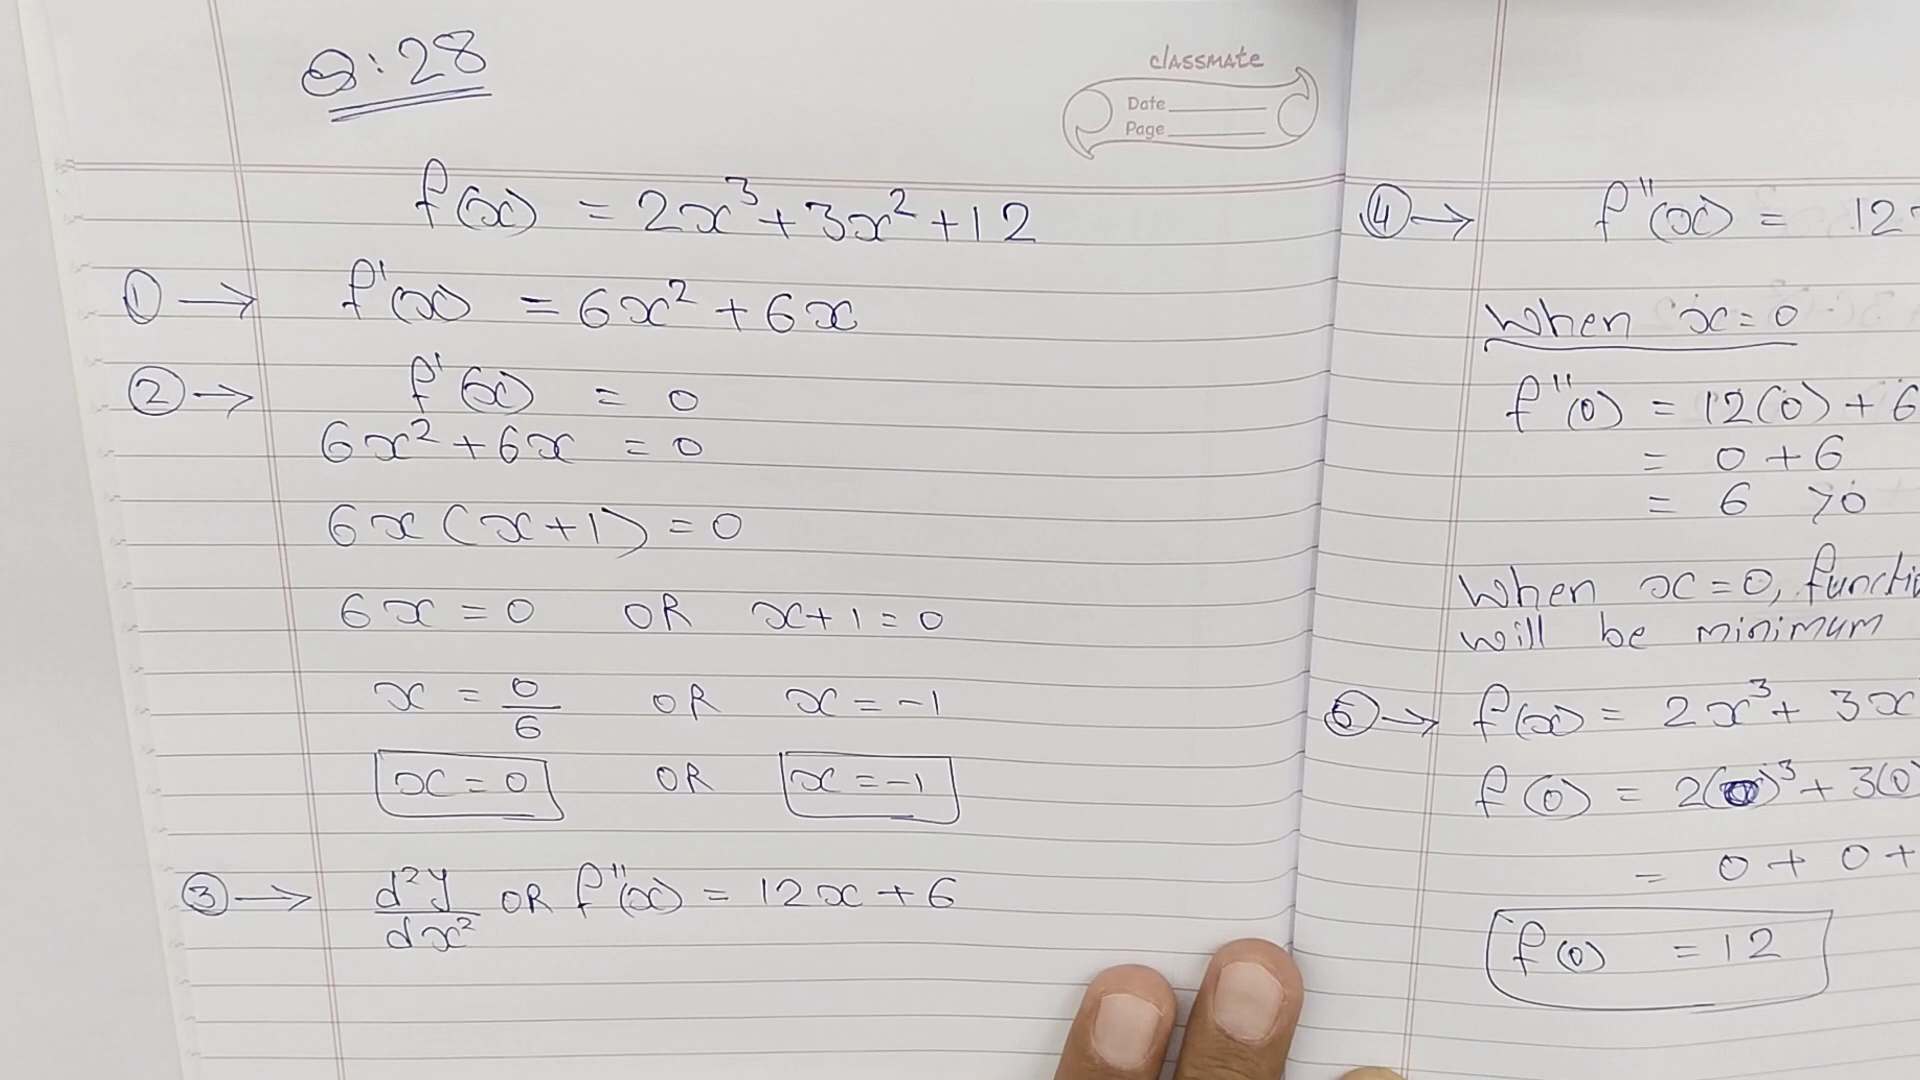 Q:28
classmate
Date
Page
f(x) = 2x³+3x²+12
① → f'(x) = 6x² + 6x
② → f'(x) = 0
6x² + 6x = 0
6x(x+1) = 0
6x = 0 OR x+1 = 0
x = 0/6 OR x = -1
x = 0 OR x = -1
③ → d²y/dx² OR f''(x) = 12x + 6
④ → f''(x) = 12
When x = 0
f''(0) = 12(0) + 6
= 0 + 6
= 6 >0
When x = 0, functi
will be minimum
⑤ → f(x) = 2x³ + 3x
f(0) = 2(0)³ + 3(0)
= 0 + 0 +
f(0) = 12